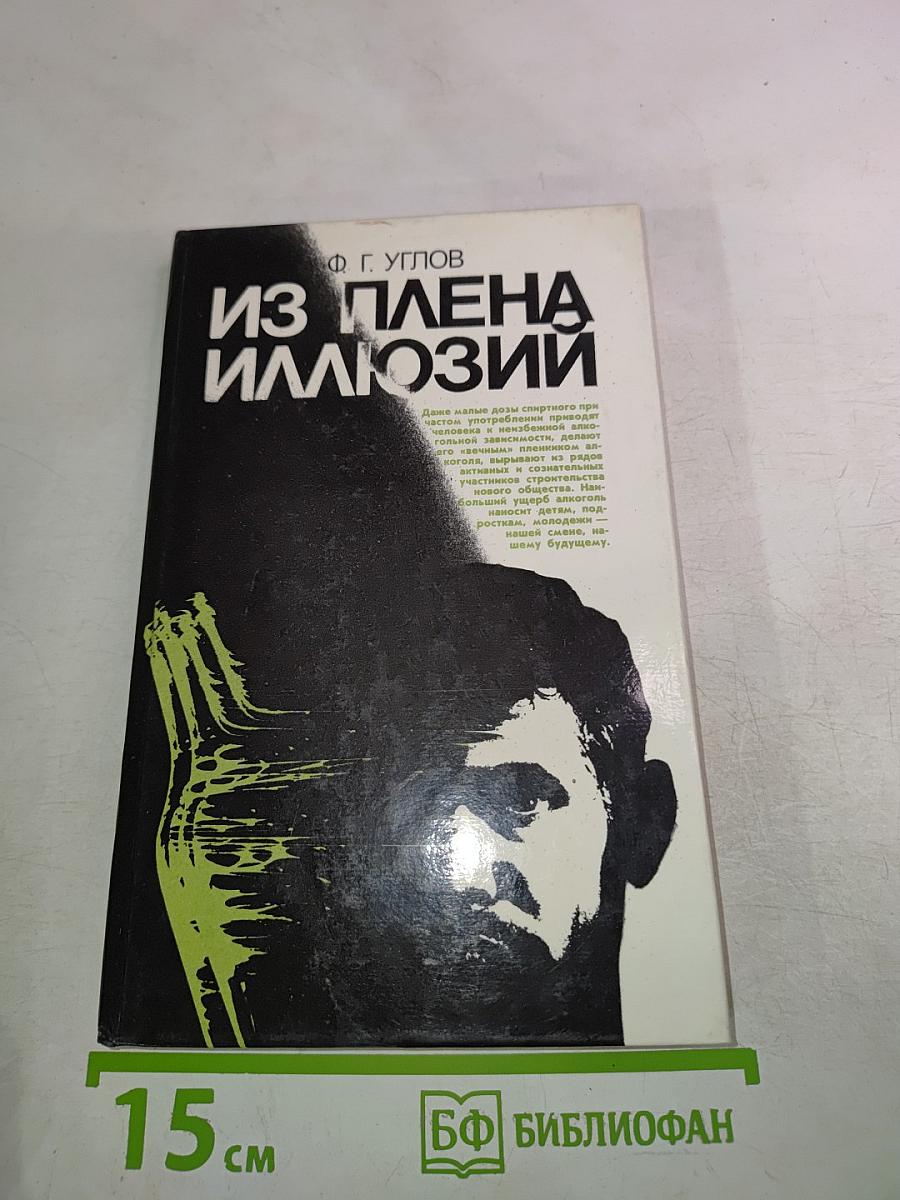 Ф. Г. УГЛОВ
ИЗ ПЛЕНА
ИЛЛЮЗИЙ
Даже малые дозы спиртного при
частом употреблении приводят
человека к неизбежной алко-
гольной зависимости, делают
его «вечным» пленником ал-
коголя, вырывают из рядов
активных и сознательных
участников строительства
нового общества. Наи-
больший ущерб алкоголь
наносит детям, под-
росткам, молодежи —
нашей смене, на-
шему будущему.
15 см
БФ БИБЛИОФАН